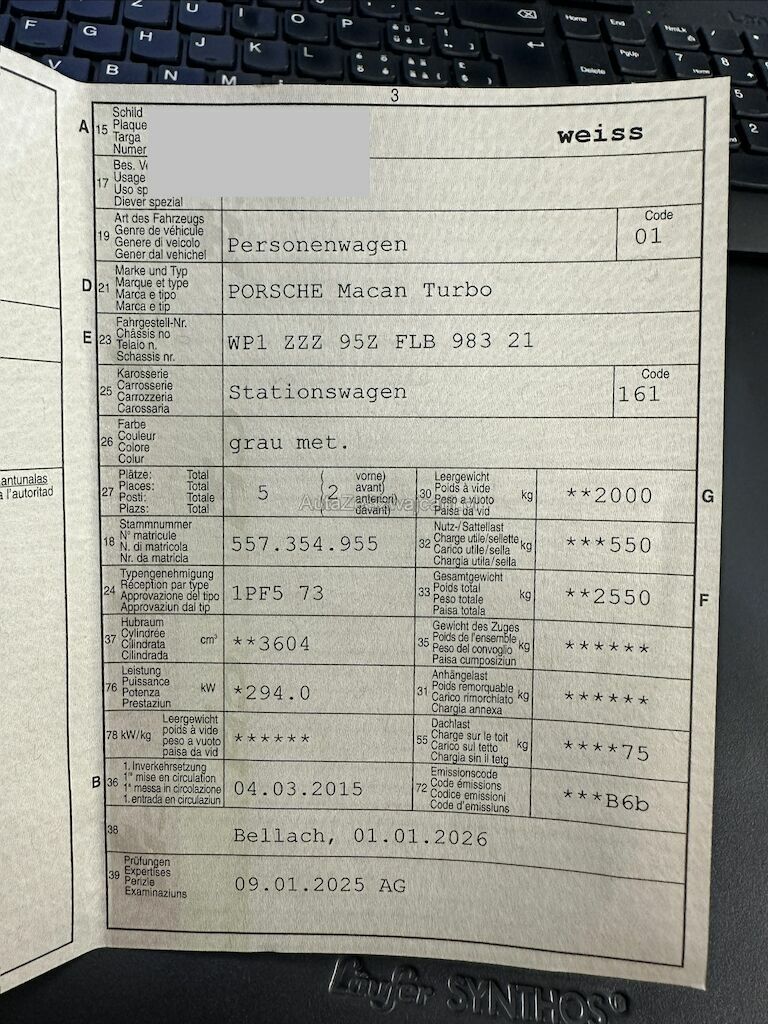 F G H J K L
Z U I O P
V B N M
Home End
PgUp
Delete
NmLk
7 8
Home
5
2
3
A 15 Schild
Plaque
Targa
Numer
weiss
17 Bes. V
Usage
Uso sp
Diever spezial
19 Art des Fahrzeugs
Genre de véhicule
Genere di veicolo
Gener dal vehichel
Personenwagen
Code
01
D 21 Marke und Typ
Marque et type
Marca e tipo
Marca e tip
PORSCHE Macan Turbo
E 23 Fahrgestell-Nr.
Châssis no
Telaio n.
Schassis nr.
WP1 ZZZ 95Z FLB 983 21
25 Karosserie
Carrosserie
Carrozzeria
Carossaria
Stationswagen
Code
161
26 Farbe
Couleur
Colore
Colur
grau met.
antunalas
a l'autoritad
27 Plätze: Total
Places: Total
Posti: Totale
Plazs: Total
5 (2 vorne)
avant)
anteriori)
davant)
30 Leergewicht
Poids à vide
Peso a vuoto
Paisa da vid
kg
**2000
G
18 Stammnummer
N° matricule
N. di matricola
Nr. da matricla
557.354.955
32 Nutz-/Sattellast
Charge utile/sellette
Carico utile/sella
Chargia utila/sella
kg
***550
24 Typengenehmigung
Réception par type
Approvazione del tipo
Approvaziun dal tip
1PF5 73
33 Gesamtgewicht
Poids total
Peso totale
Paisa totala
kg
**2550
F
37 Hubraum
Cylindrée
Cilindrata
Cilindrada
cm³
**3604
35 Gewicht des Zuges
Poids de l'ensemble
Peso del convoglio
Paisa cumposiziun
kg
******
76 Leistung
Puissance
Potenza
Prestaziun
kW
*294.0
31 Anhängelast
Poids remorquable
Carico rimorchiato
Chargia annexa
kg
******
78 kW/kg
Leergewicht
poids à vide
peso a vuoto
paisa da vid
******
55 Dachlast
Charge sur le toit
Carico sul tetto
Chargia sin il tetg
kg
****75
B 36 1. Inverkehrsetzung
1re mise en circulation
1a messa in circolazione
1. entrada en circulaziun
04.03.2015
72 Emissionscode
Code émissions
Codice emissioni
Code d'emissiuns
***B6b
38
Bellach, 01.01.2026
39 Prüfungen
Expertises
Perizie
Examinaziuns
09.01.2025 AG
Läufer SYNTHOS